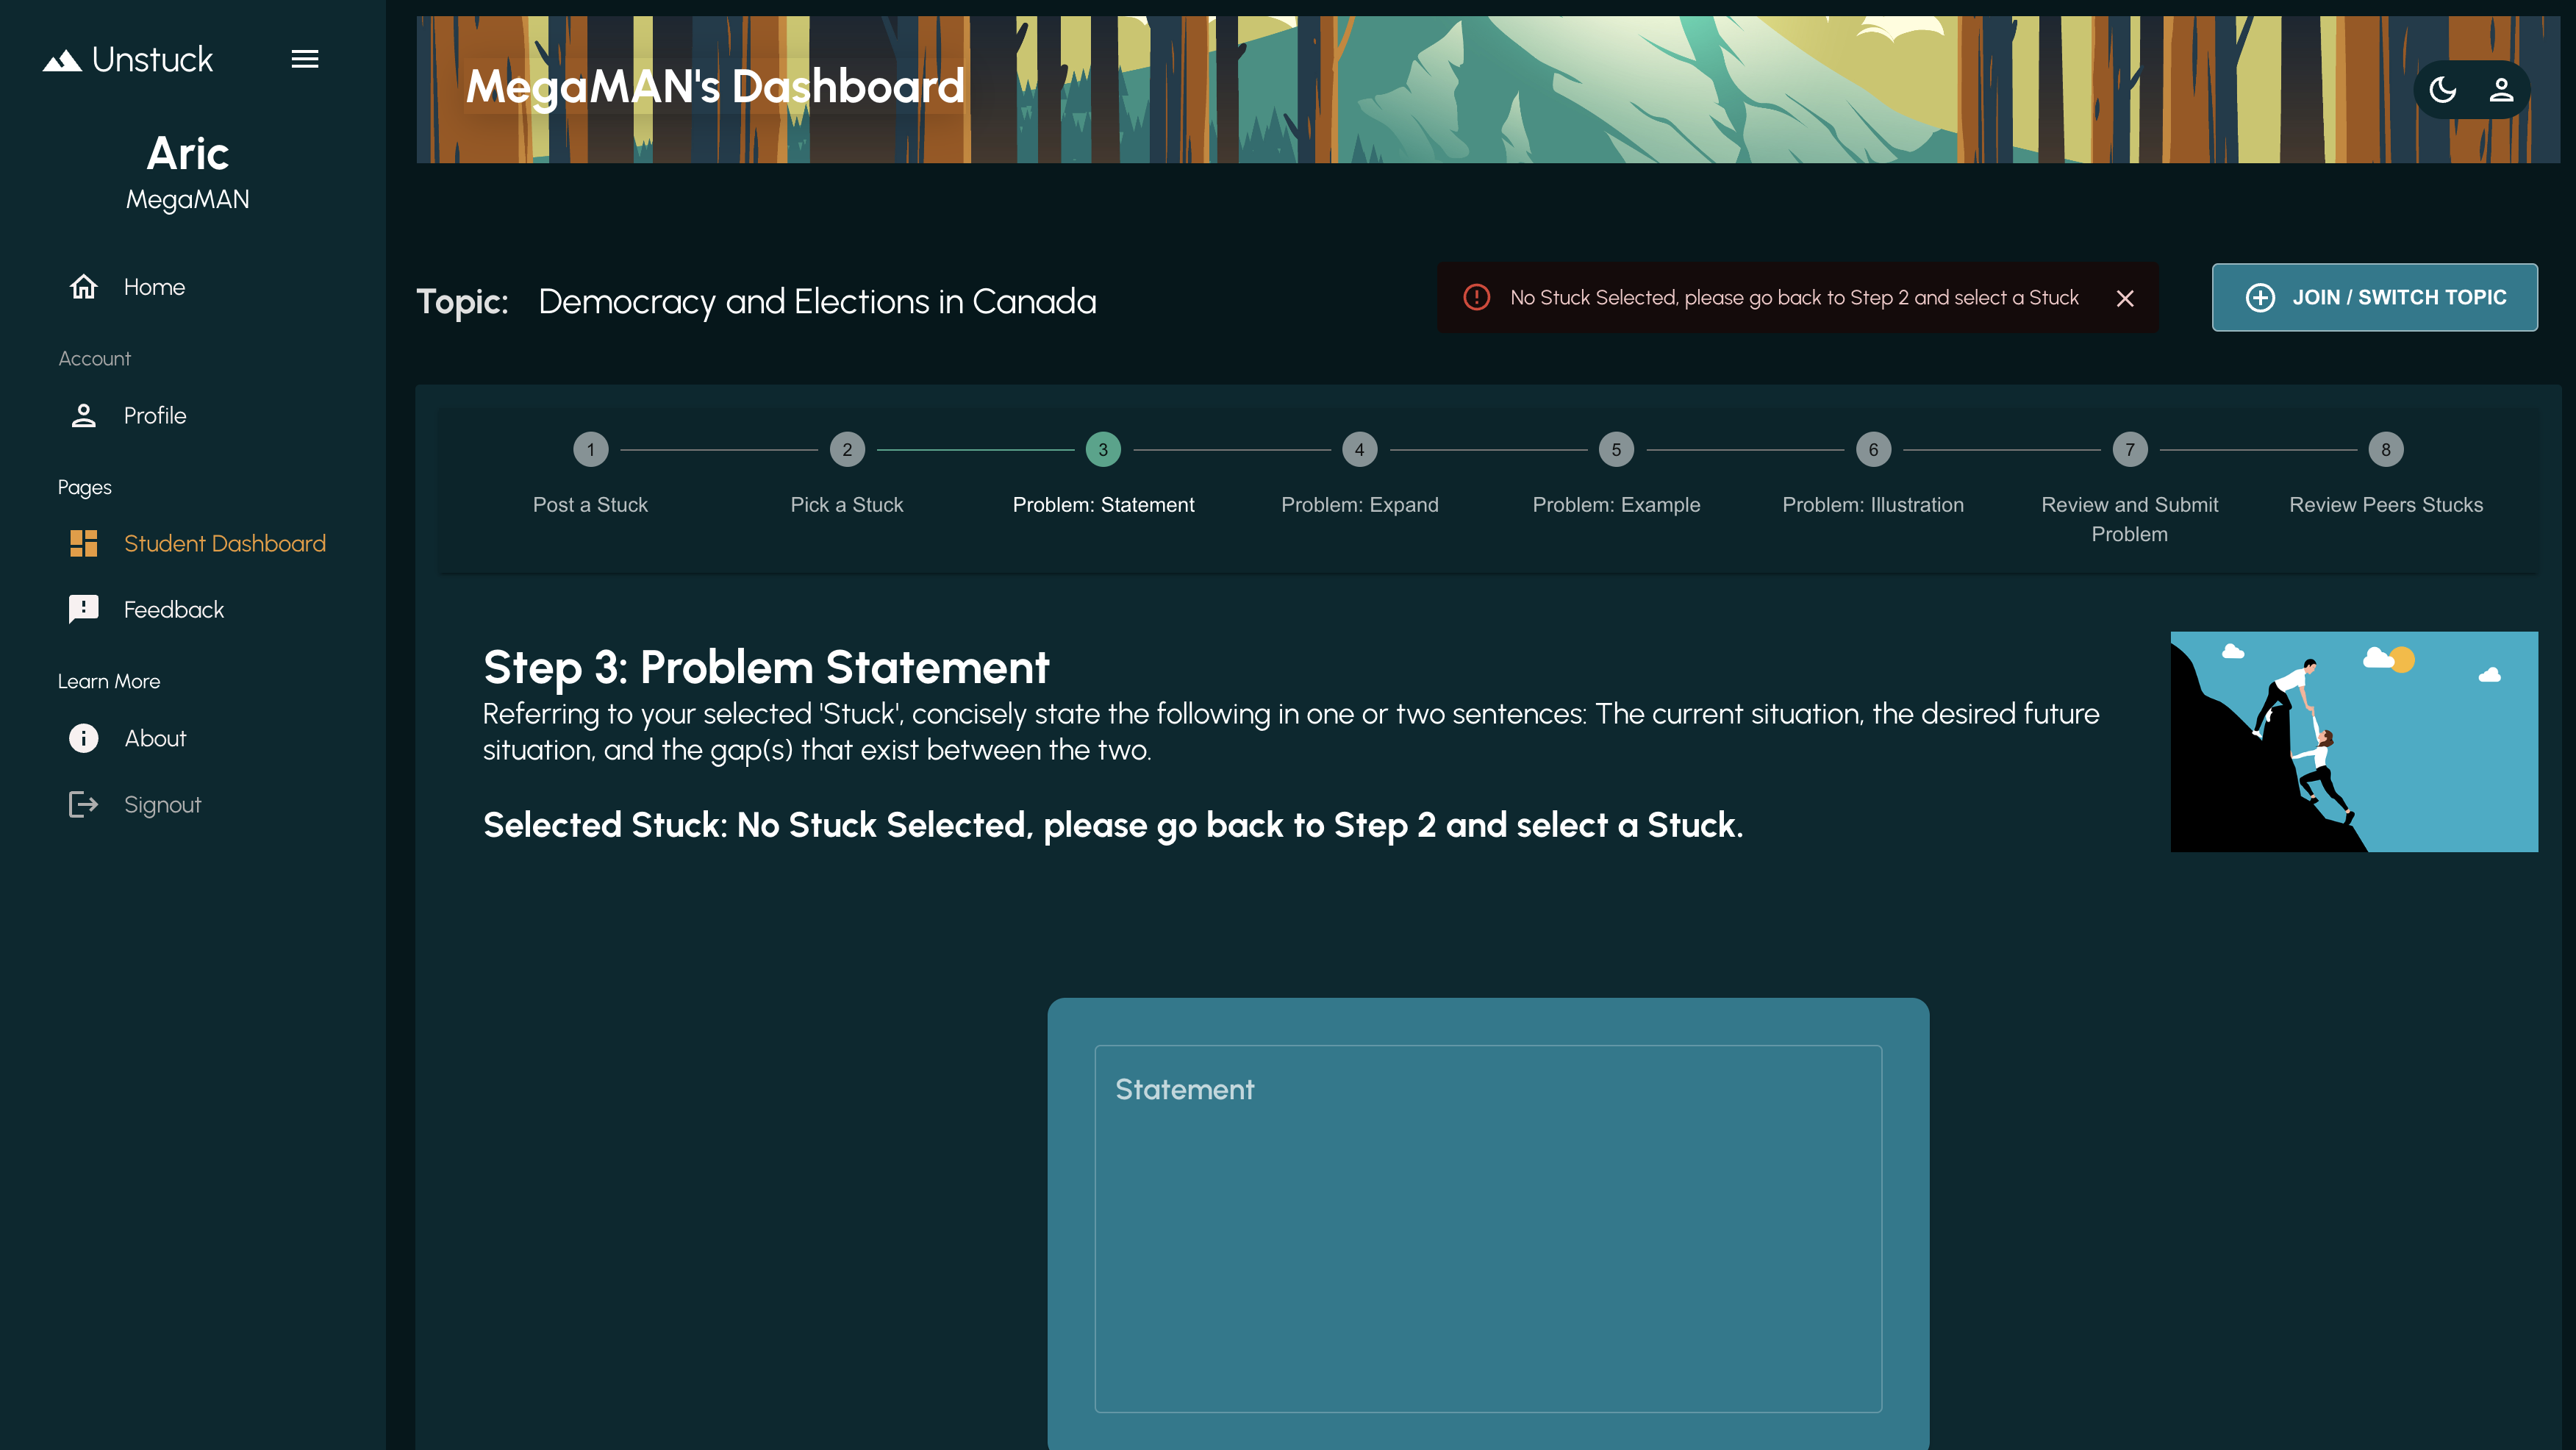 Unstuck
Aric
MegaMAN
Home
Account
Profile
Pages
Student Dashboard
Feedback
Learn More
About
Signout
MegaMAN's Dashboard
Topic: Democracy and Elections in Canada
No Stuck Selected, please go back to Step 2 and select a Stuck
JOIN / SWITCH TOPIC
1
2
3
4
5
6
7
8
Post a Stuck
Pick a Stuck
Problem: Statement
Problem: Expand
Problem: Example
Problem: Illustration
Review and Submit
Problem
Review Peers Stucks
Step 3: Problem Statement
Referring to your selected 'Stuck', concisely state the following in one or two sentences: The current situation, the desired future
situation, and the gap(s) that exist between the two.
Selected Stuck: No Stuck Selected, please go back to Step 2 and select a Stuck.
Statement